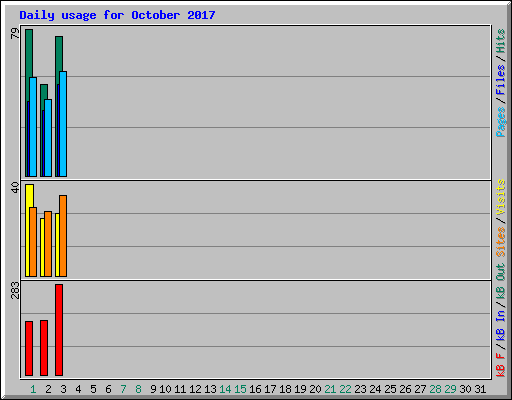 Daily usage for October 2017
79
Pages / Files / Hits
40
Sites / Visits
283
kB F / kB In / kB Out
1 2 3 4 5 6 7 8 9 10 11 12 13 14 15 16 17 18 19 20 21 22 23 24 25 26 27 28 29 30 31